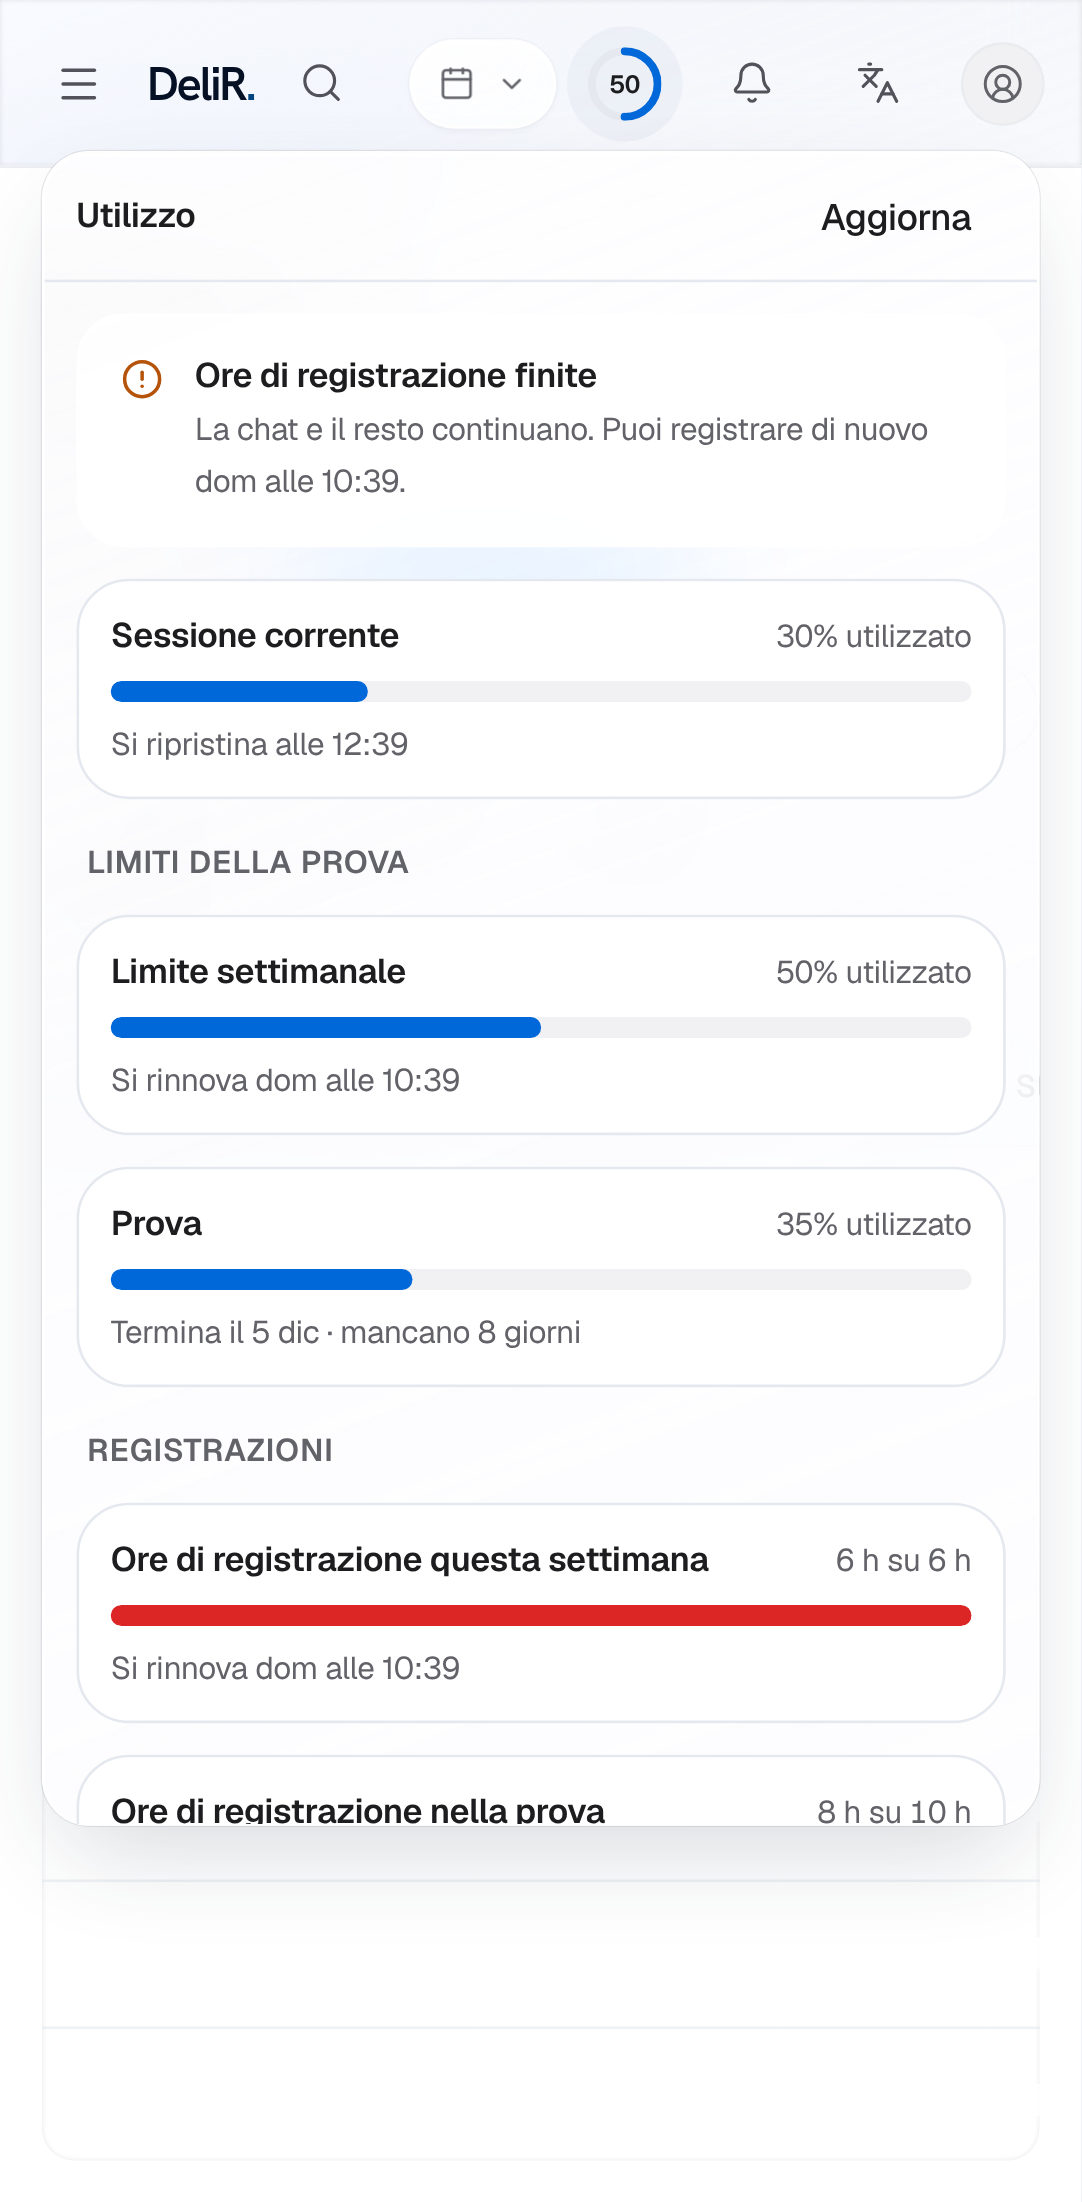 DeliR.
50
Utilizzo
Aggiorna
Ore di registrazione finite
La chat e il resto continuano. Puoi registrare di nuovo
dom alle 10:39.
Sessione corrente
30% utilizzato
Si ripristina alle 12:39
LIMITI DELLA PROVA
Limite settimanale
50% utilizzato
Si rinnova dom alle 10:39
Prova
35% utilizzato
Termina il 5 dic · mancano 8 giorni
REGISTRAZIONI
Ore di registrazione questa settimana
6 h su 6 h
Si rinnova dom alle 10:39
Ore di registrazione nella prova
8 h su 10 h